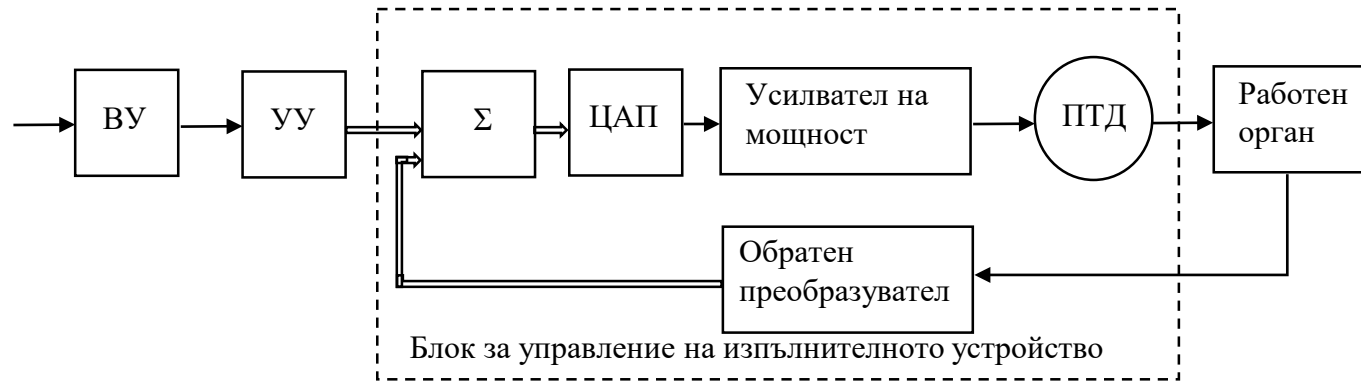 ВУ
УУ
Σ
ЦАП
Усилвател на
мощност
ПТД
Работен
орган
Обратен
преобразувател
Блок за управление на изпълнителното устройство